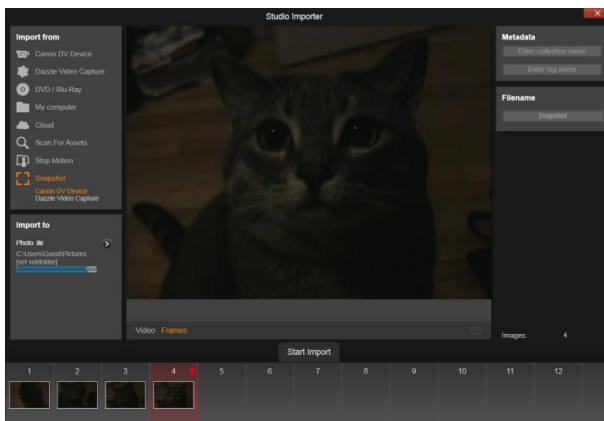 Studio Importer
Import from
Canon DV Device
Dazzle Video Capture
DVD / Blu-Ray
My computer
Cloud
Scan For Assets
Stop Motion
Snapshot
Canon DV Device
Dazzle Video Capture
Import to
Photo
C:\Users\Guest\Pictures
[set subfolder]
Metadata
Enter collection name
Enter tag name
Filename
Snapshot
Video Frames
Images: 4
Start Import
1 2 3 4 5 6 7 8 9 10 11 12